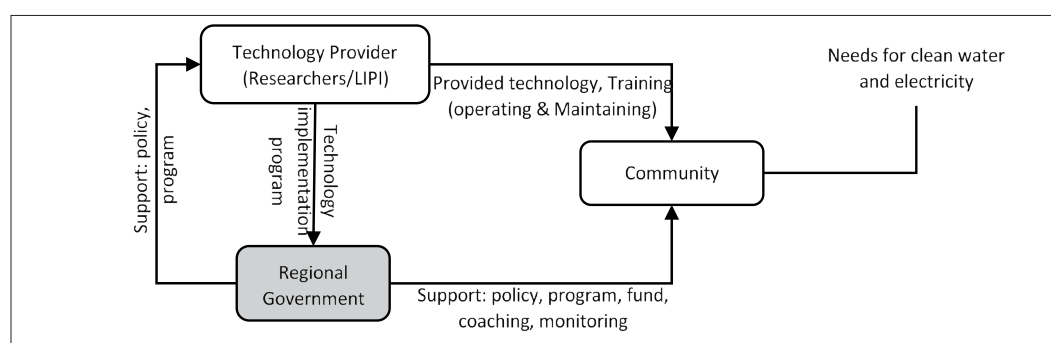 Technology Provider
(Researchers/LIPI)
Needs for clean water
and electricity
Provided technology, Training
(operating & Maintaining)
Support: policy,
program
Technology
implementation
program
Community
Regional
Government
Support: policy, program, fund,
coaching, monitoring